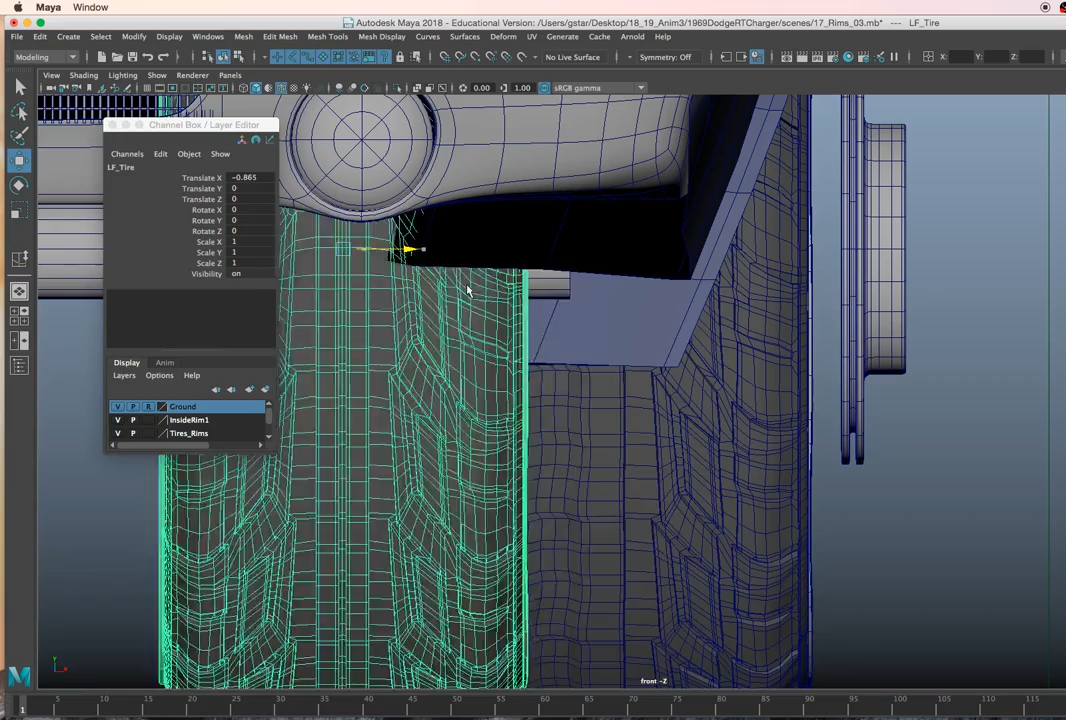 Maya Window
Autodesk Maya 2018 - Educational Version: /Users/gstar/Desktop/18_19_Anim3/1969DodgeRTCharger/scenes/17_Rims_03.mb* --- LF_Tire
File Edit Create Select Modify Display Windows Mesh Edit Mesh Mesh Tools Mesh Display Curves Surfaces Deform UV Generate Cache Arnold Help
Modeling No Live Surface Symmetry: Off X: Y: Z:
View Shading Lighting Show Renderer Panels
0.00 1.00 sRGB gamma
Channel Box / Layer Editor
Channels Edit Object Show
LF_Tire
Translate X -0.865
Translate Y 0
Translate Z 0
Rotate X 0
Rotate Y 0
Rotate Z 0
Scale X 1
Scale Y 1
Scale Z 1
Visibility on
Display Anim
Layers Options Help
V P R Ground
V P InsideRim1
V P Tires_Rims
Y
X
front -Z
5 10 15 20 25 30 35 40 45 50 55 60 65 70 75 80 85 90 95 100 105 110 115
1